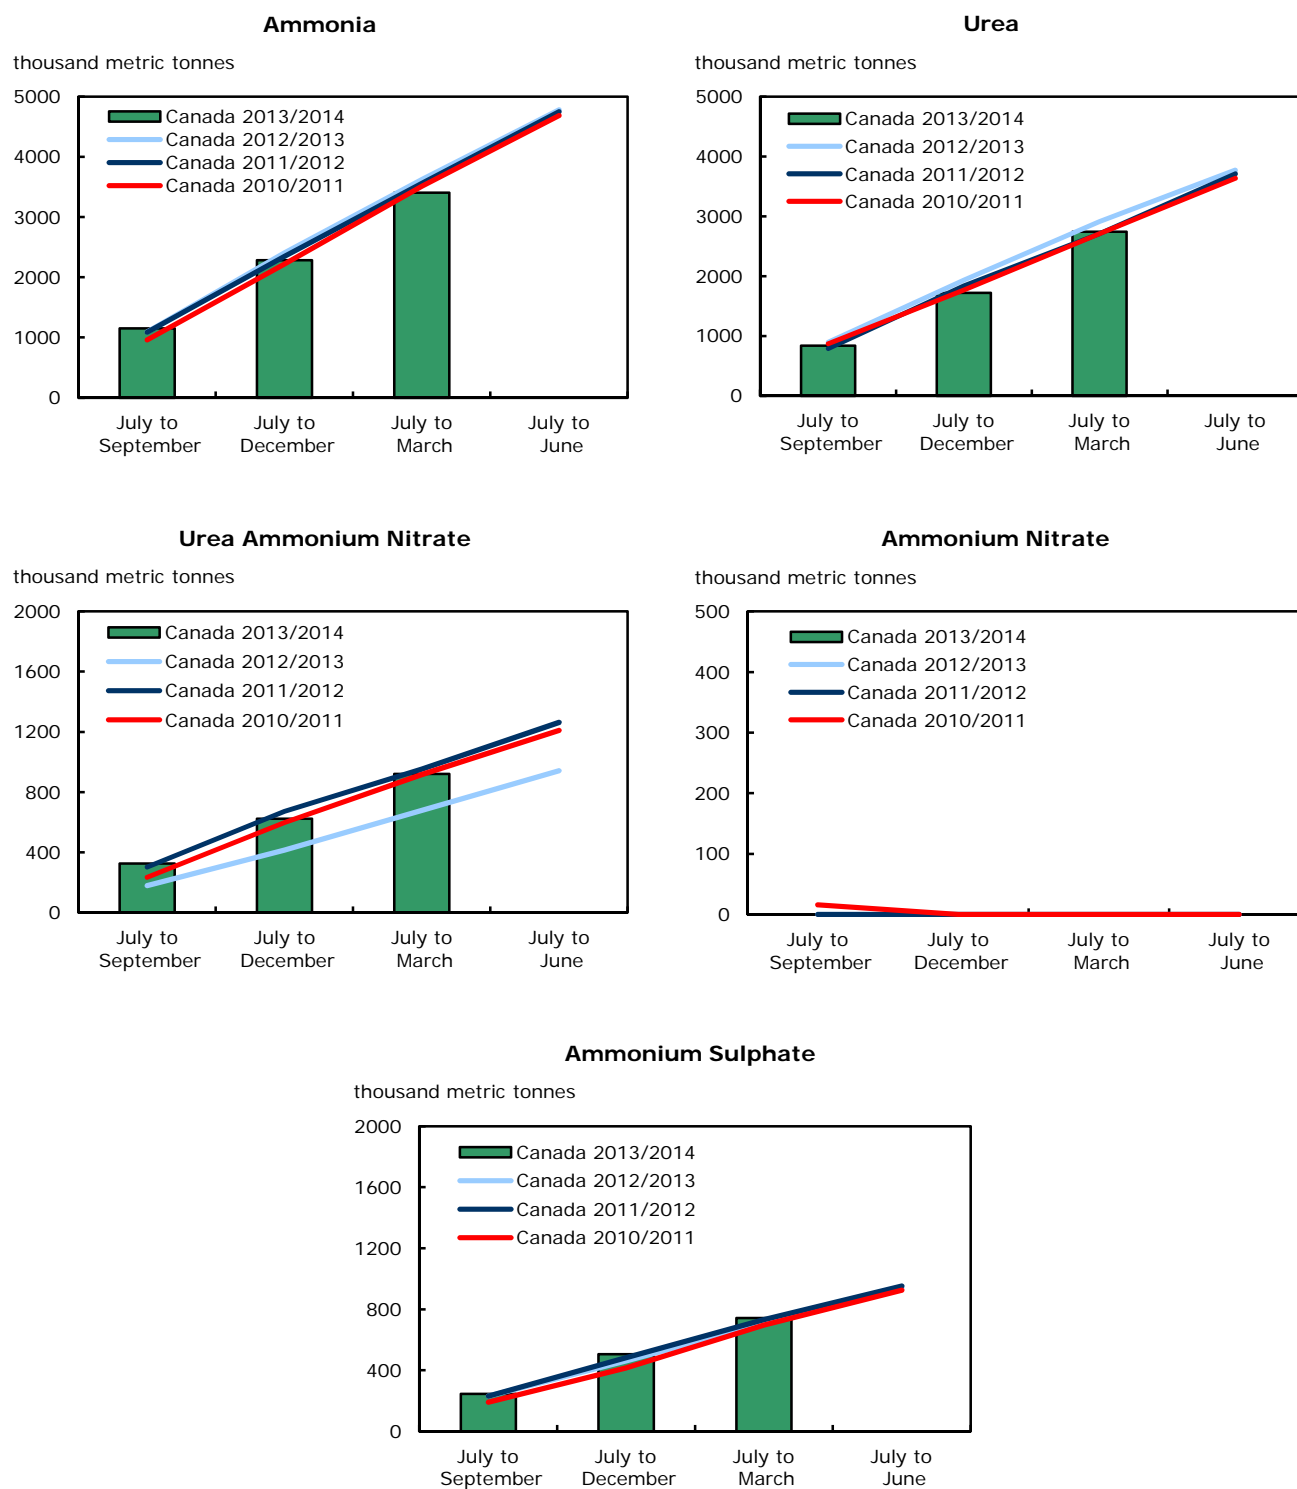 Ammonia
thousand metric tonnes
5000
4000
3000
2000
1000
0
Canada 2013/2014
Canada 2012/2013
Canada 2011/2012
Canada 2010/2011
July to September
July to December
July to March
July to June
Urea
thousand metric tonnes
5000
4000
3000
2000
1000
0
Canada 2013/2014
Canada 2012/2013
Canada 2011/2012
Canada 2010/2011
July to September
July to December
July to March
July to June
Urea Ammonium Nitrate
thousand metric tonnes
2000
1600
1200
800
400
0
Canada 2013/2014
Canada 2012/2013
Canada 2011/2012
Canada 2010/2011
July to September
July to December
July to March
July to June
Ammonium Nitrate
thousand metric tonnes
500
400
300
200
100
0
Canada 2013/2014
Canada 2012/2013
Canada 2011/2012
Canada 2010/2011
July to September
July to December
July to March
July to June
Ammonium Sulphate
thousand metric tonnes
2000
1600
1200
800
400
0
Canada 2013/2014
Canada 2012/2013
Canada 2011/2012
Canada 2010/2011
July to September
July to December
July to March
July to June